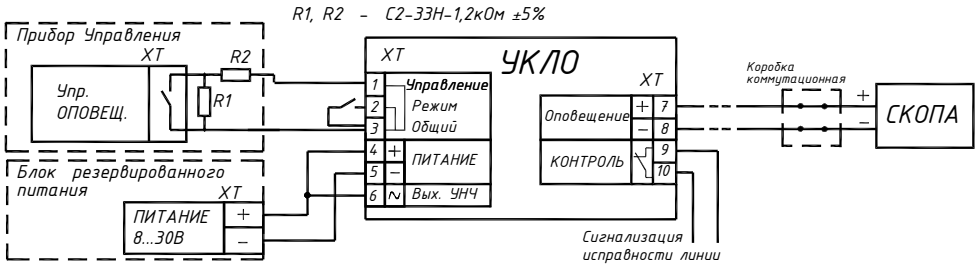 R1, R2 - С2-33Н-1,2кОм ±5%
Прибор Управления
XT
R2
Упр.
ОПОВЕЩ.
R1
Блок резервированного
питания
XT
ПИТАНИЕ
8...30В
+
−
XT
УКЛО
XT
1 Управление
2 Режим
3 Общий
4 + ПИТАНИЕ
5 −
6 ~ Вых. УНЧ
Оповещение + 7
− 8
КОНТРОЛЬ 9
10
Сигнализация
исправности линии
Коробка
коммутационная
+
−
СКОПА